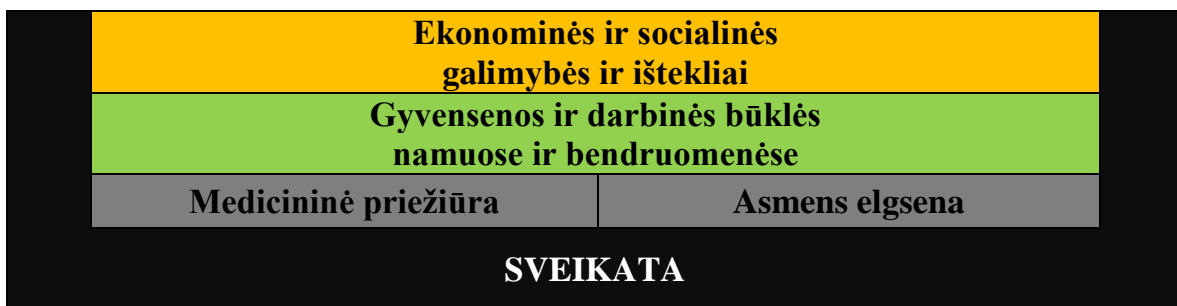 Ekonominės ir socialinės
galimybės ir ištekliai
Gyvensenos ir darbinės būklės
namuose ir bendruomenėse
Medicininė priežiūra
Asmens elgsena
SVEIKATA